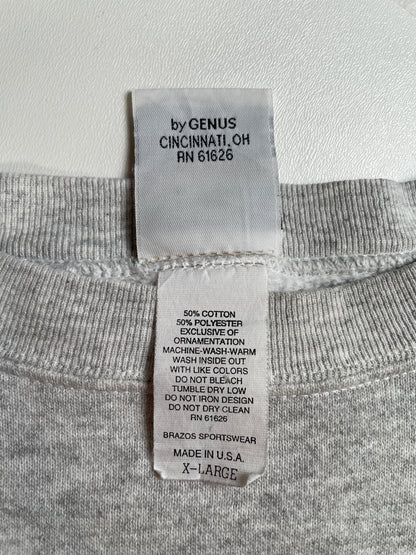 by GENUS
CINCINNATI, OH
RN 61626
50% COTTON
50% POLYESTER
EXCLUSIVE OF
ORNAMENTATION
MACHINE-WASH-WARM
WASH INSIDE OUT
WITH LIKE COLORS
DO NOT BLEACH
TUMBLE DRY LOW
DO NOT IRON DESIGN
DO NOT DRY CLEAN
RN 61626
BRAZOS SPORTSWEAR
MADE IN U.S.A.
X-LARGE